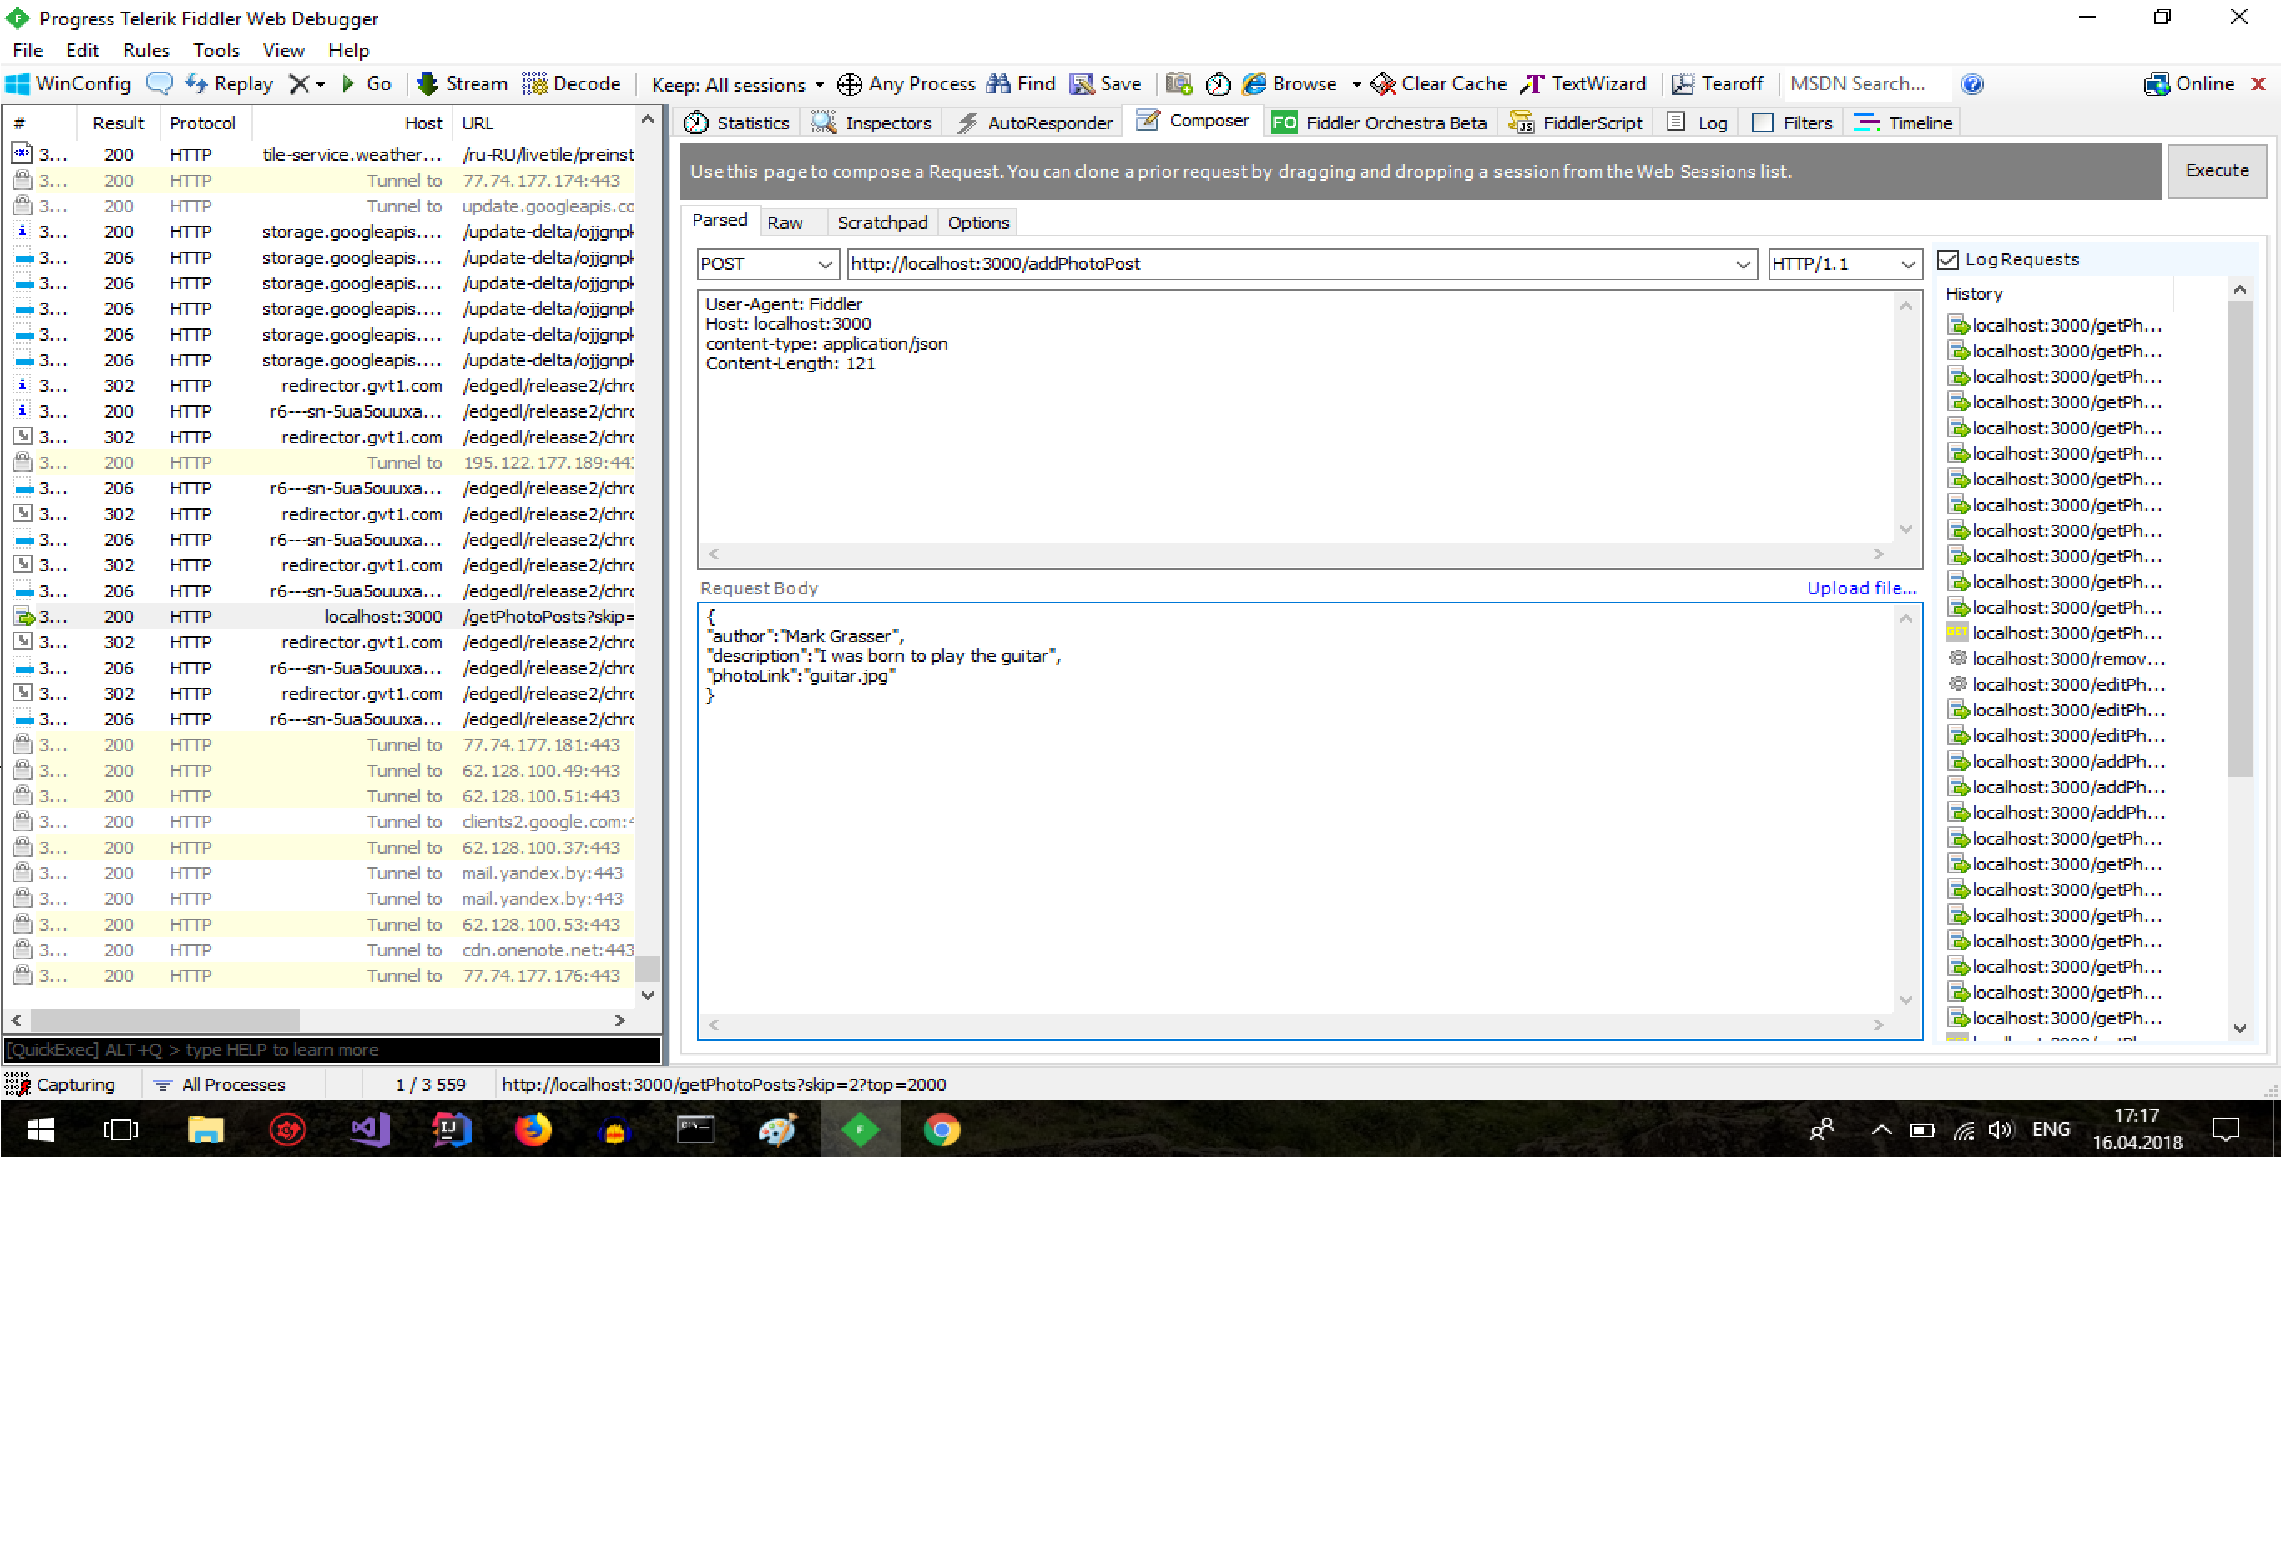 Progress Telerik Fiddler Web Debugger
File Edit Rules Tools View Help
WinConfig Replay Go Stream Decode Keep: All sessions Any Process Find Save Browse Clear Cache TextWizard Tearoff MSDN Search... Online
# Result Protocol Host URL
3... 200 HTTP tile-service.weather... /ru-RU/livetile/preinst
3... 200 HTTP Tunnel to 77.74.177.174:443
3... 200 HTTP Tunnel to update.googleapis.co
3... 200 HTTP storage.googleapis.... /update-delta/ojjgnpk
3... 206 HTTP storage.googleapis.... /update-delta/ojjgnpk
3... 206 HTTP storage.googleapis.... /update-delta/ojjgnpk
3... 206 HTTP storage.googleapis.... /update-delta/ojjgnpk
3... 206 HTTP storage.googleapis.... /update-delta/ojjgnpk
3... 206 HTTP storage.googleapis.... /update-delta/ojjgnpk
3... 302 HTTP redirector.gvt1.com /edgedl/release2/chrc
3... 200 HTTP r6---sn-5ua5ouuxa... /edgedl/release2/chrc
3... 302 HTTP redirector.gvt1.com /edgedl/release2/chrc
3... 200 HTTP Tunnel to 195.122.177.189:443
3... 206 HTTP r6---sn-5ua5ouuxa... /edgedl/release2/chrc
3... 302 HTTP redirector.gvt1.com /edgedl/release2/chrc
3... 206 HTTP r6---sn-5ua5ouuxa... /edgedl/release2/chrc
3... 302 HTTP redirector.gvt1.com /edgedl/release2/chrc
3... 206 HTTP r6---sn-5ua5ouuxa... /edgedl/release2/chrc
3... 200 HTTP localhost:3000 /getPhotoPosts?skip=
3... 302 HTTP redirector.gvt1.com /edgedl/release2/chrc
3... 206 HTTP r6---sn-5ua5ouuxa... /edgedl/release2/chrc
3... 302 HTTP redirector.gvt1.com /edgedl/release2/chrc
3... 206 HTTP r6---sn-5ua5ouuxa... /edgedl/release2/chrc
3... 200 HTTP Tunnel to 77.74.177.181:443
3... 200 HTTP Tunnel to 62.128.100.49:443
3... 200 HTTP Tunnel to 62.128.100.51:443
3... 200 HTTP Tunnel to clients2.google.com:4
3... 200 HTTP Tunnel to 62.128.100.37:443
3... 200 HTTP Tunnel to mail.yandex.by:443
3... 200 HTTP Tunnel to mail.yandex.by:443
3... 200 HTTP Tunnel to 62.128.100.53:443
3... 200 HTTP Tunnel to cdn.onenote.net:443
3... 200 HTTP Tunnel to 77.74.177.176:443
[QuickExec] ALT+Q > type HELP to learn more
Statistics Inspectors AutoResponder Composer FO Fiddler Orchestra Beta FiddlerScript Log Filters Timeline
Use this page to compose a Request. You can clone a prior request by dragging and dropping a session from the Web Sessions list.
Execute
Parsed Raw Scratchpad Options
POST http://localhost:3000/addPhotoPost HTTP/1.1
User-Agent: Fiddler
Host: localhost:3000
content-type: application/json
Content-Length: 121
Request Body Upload file...
{
"author":"Mark Grasser",
"description":"I was born to play the guitar",
"photoLink":"guitar.jpg"
}
Log Requests
History
localhost:3000/getPh...
localhost:3000/getPh...
localhost:3000/getPh...
localhost:3000/getPh...
localhost:3000/getPh...
localhost:3000/getPh...
localhost:3000/getPh...
localhost:3000/getPh...
localhost:3000/getPh...
localhost:3000/getPh...
localhost:3000/getPh...
localhost:3000/getPh...
GET localhost:3000/getPh...
localhost:3000/remov...
localhost:3000/editPh...
localhost:3000/editPh...
localhost:3000/editPh...
localhost:3000/addPh...
localhost:3000/addPh...
localhost:3000/addPh...
localhost:3000/getPh...
localhost:3000/getPh...
localhost:3000/getPh...
localhost:3000/getPh...
localhost:3000/getPh...
localhost:3000/getPh...
localhost:3000/getPh...
localhost:3000/getPh...
Capturing All Processes 1 / 3 559 http://localhost:3000/getPhotoPosts?skip=2?top=2000
ENG
17:17
16.04.2018